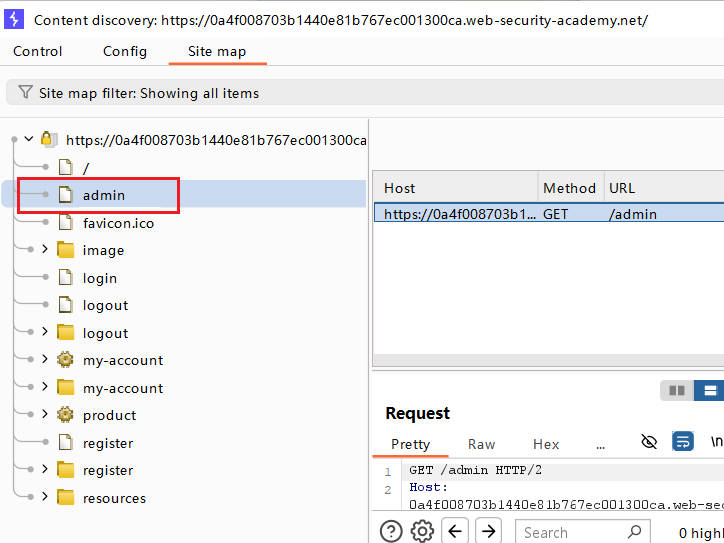 Content discovery: https://0a4f008703b1440e81b767ec001300ca.web-security-academy.net/
Control Config Site map
Site map filter: Showing all items
https://0a4f008703b1440e81b767ec001300ca
/
admin
favicon.ico
image
login
logout
logout
my-account
my-account
product
register
register
resources
Host Method URL
https://0a4f008703b1... GET /admin
Request
Pretty Raw Hex ... \n
1 GET /admin HTTP/2
2 Host:
0a4f008703b1440e81b767ec001300ca.web-sec
Search 0 highl